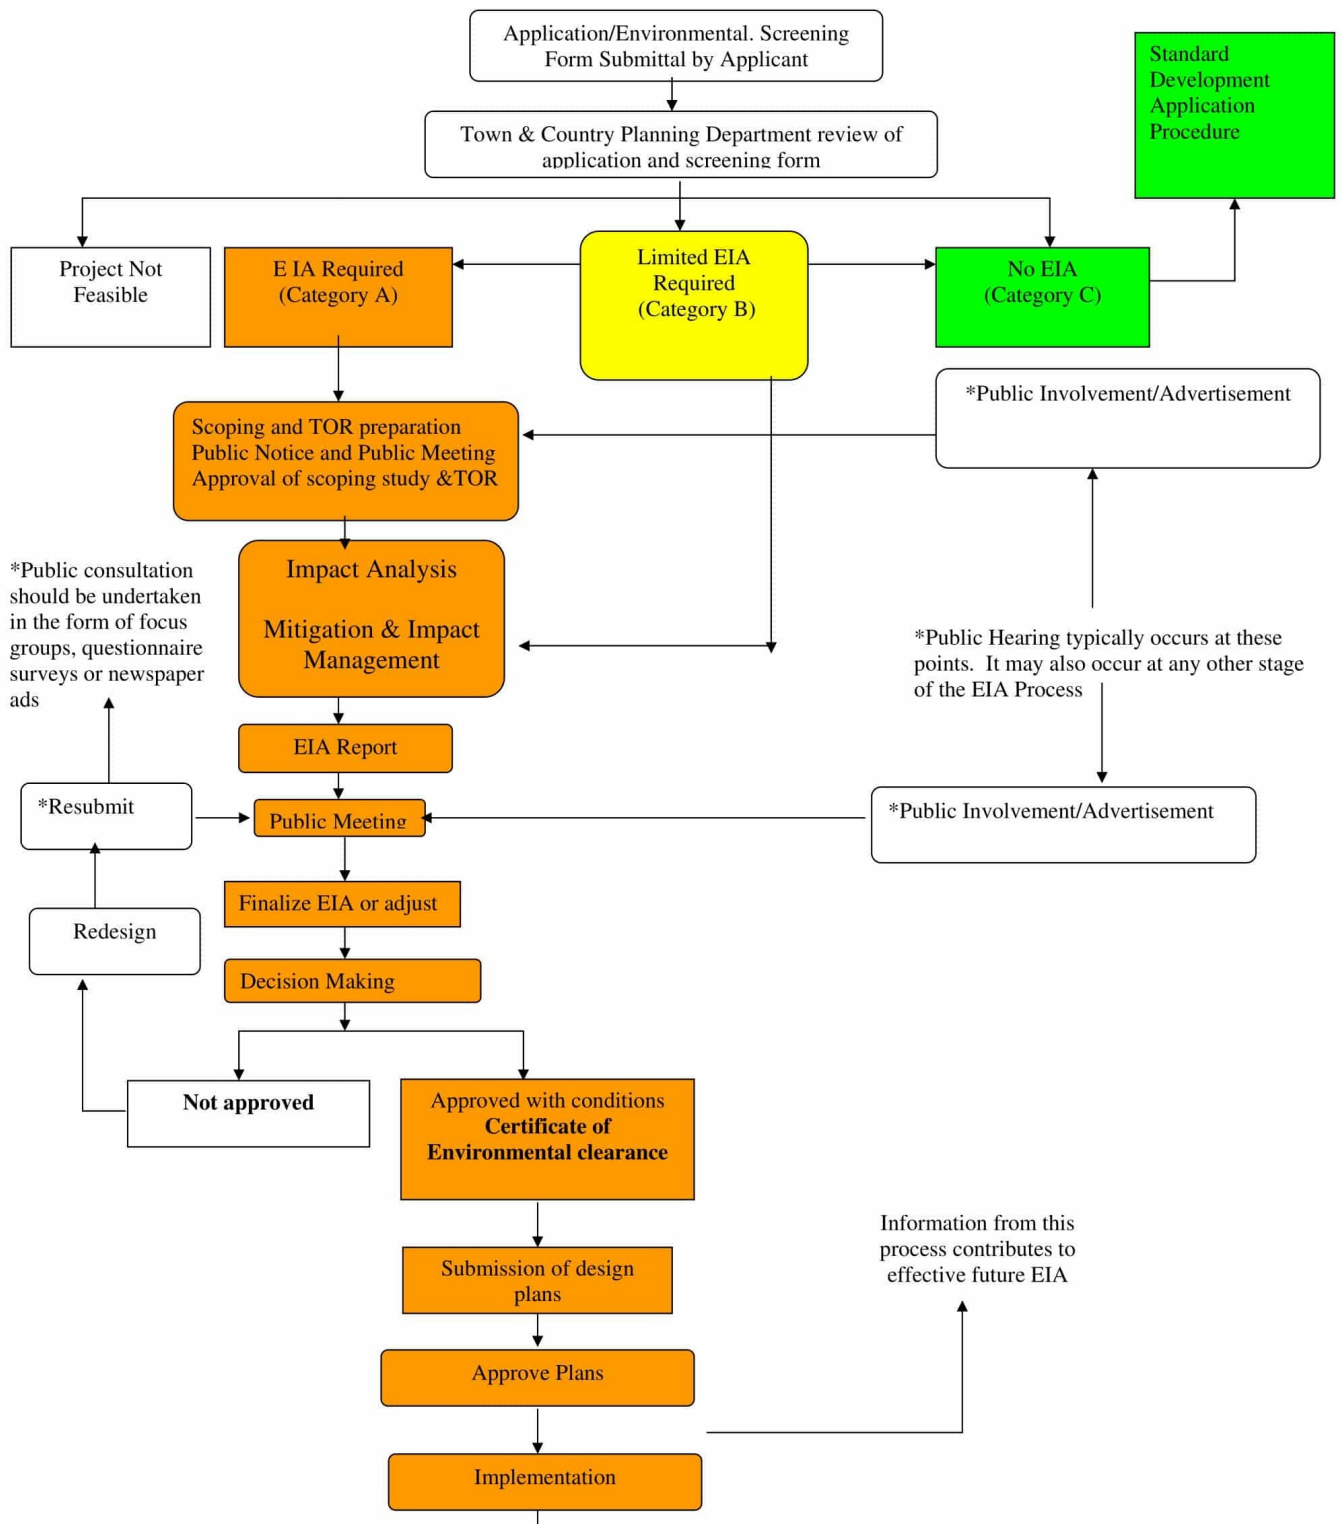 Application/Environmental. Screening
Form Submittal by Applicant
Standard
Development
Application
Procedure
Town & Country Planning Department review of
application and screening form
Project Not
Feasible
E IA Required
(Category A)
Limited EIA
Required
(Category B)
No EIA
(Category C)
*Public Involvement/Advertisement
Scoping and TOR preparation
Public Notice and Public Meeting
Approval of scoping study &TOR
Impact Analysis
Mitigation & Impact
Management
*Public consultation
should be undertaken
in the form of focus
groups, questionnaire
surveys or newspaper
ads
*Public Hearing typically occurs at these
points.  It may also occur at any other stage
of the EIA Process
EIA Report
*Resubmit
Public Meeting
*Public Involvement/Advertisement
Finalize EIA or adjust
Redesign
Decision Making
Not approved
Approved with conditions
Certificate of
Environmental clearance
Information from this
process contributes to
effective future EIA
Submission of design
plans
Approve Plans
Implementation